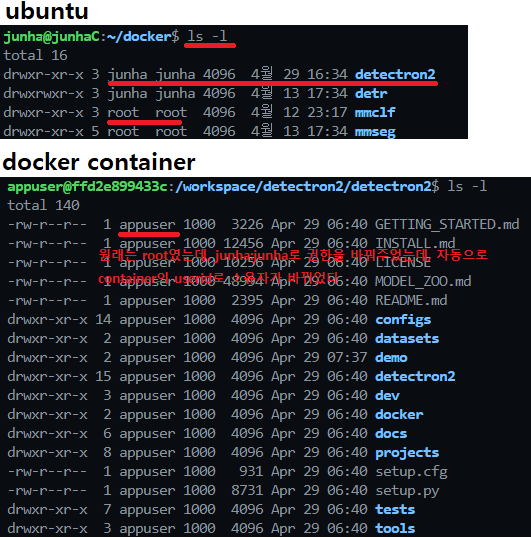 ubuntu
junha@junhaC:~/docker$ ls -l
total 16
drwxr-xr-x 3 junha junha 4096 4월 29 16:34 detectron2
junha junha 4096 4월 13 17:34 detr
drwxr-xr-x 3 root root 4096 4월 12 23:17 mmclf
drwxr-xr-x 5 root root 4096 4월 13 17:34 mmseg
docker container
appuser@ffd2e899433c:/workspace/detectron2/detectron2$ ls -l
total 140
-rw-r--r-- 1 appuser 1000 3226 Apr 29 06:40 GETTING_STARTED.md
-rw-r--r-- 1 appuser 1000 12456 Apr 29 06:40 INSTALL.md
원래는 root였는데, junha:junha로 권한을 바꿔주었는데, 자동으로
-rw-r--r-- 1 appuser 1000 10256 Apr 29 06:40 LICENSE
container의 userid로 소유자가 바뀌었다
-rw-r--r-- 1 appuser 1000 48994 Apr 29 06:40 MODEL_ZOO.md
-rw-r--r-- 1 appuser 1000 2395 Apr 29 06:40 README.md
drwxr-xr-x 14 appuser 1000 4096 Apr 29 06:40 configs
drwxr-xr-x 2 appuser 1000 4096 Apr 29 06:40 datasets
drwxr-xr-x 2 appuser 1000 4096 Apr 29 07:37 demo
drwxr-xr-x 15 appuser 1000 4096 Apr 29 06:40 detectron2
drwxr-xr-x 3 appuser 1000 4096 Apr 29 06:40 dev
drwxr-xr-x 2 appuser 1000 4096 Apr 29 06:40 docker
drwxr-xr-x 6 appuser 1000 4096 Apr 29 06:40 docs
drwxr-xr-x 8 appuser 1000 4096 Apr 29 06:40 projects
-rw-r--r-- 1 appuser 1000 931 Apr 29 06:40 setup.cfg
-rw-r--r-- 1 appuser 1000 8731 Apr 29 06:40 setup.py
drwxr-xr-x 7 appuser 1000 4096 Apr 29 06:40 tests
drwxr-xr-x 3 appuser 1000 4096 Apr 29 06:40 tools